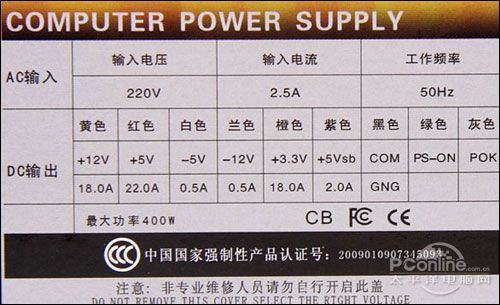 COMPUTER POWER SUPPLY
AC输入 输入电压 输入电流 工作频率
220V 2.5A 50Hz
DC输出 黄色 红色 白色 兰色 橙色 紫色 黑色 绿色 灰色
+12V +5V -5V -12V +3.3V +5Vsb COM PS-ON POK
18.0A 22.0A 0.5A 0.5A 18.0A 2.0A GNG
最大功率400W CB FC CE
CCC 中国国家强制性产品认证号: 2009010907345093
PConline.com.cn
太平洋电脑网
注意: 非专业维修人员请勿自行开启此盖
DO NOT REMOVE THIS COVER SELECT THE RIGHT VOLTAGE